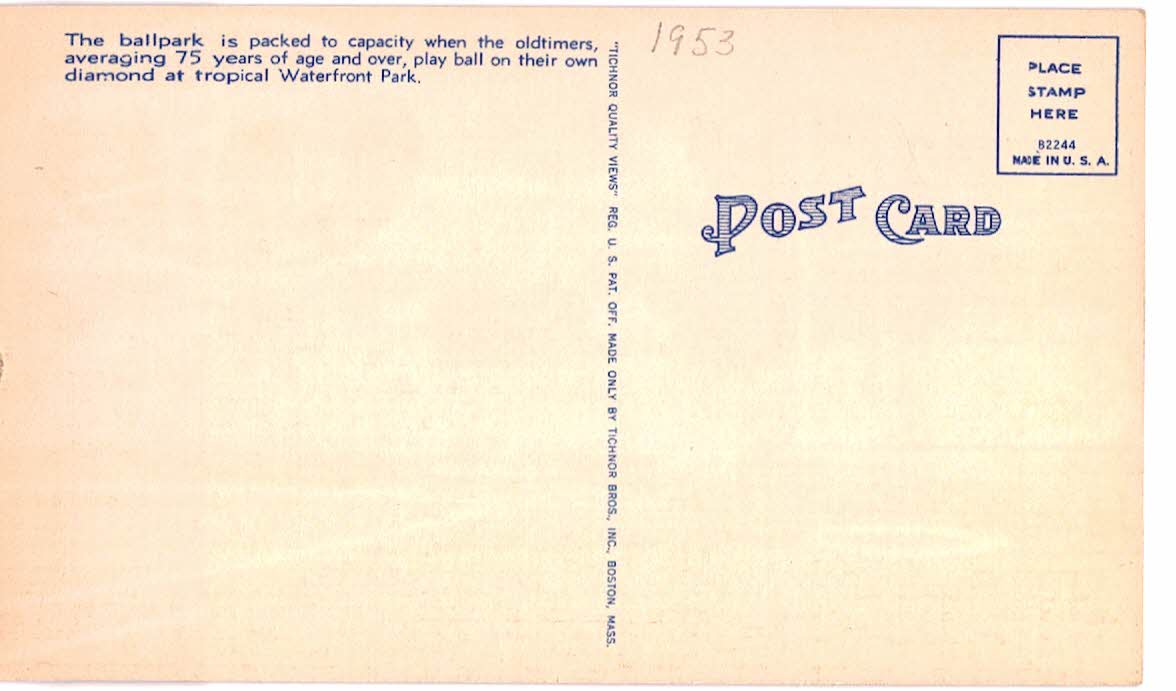 The ballpark is packed to capacity when the oldtimers,
averaging 75 years of age and over, play ball on their own
diamond at tropical Waterfront Park.
"TICHNOR QUALITY VIEWS" REG. U. S. PAT. OFF. MADE ONLY BY TICHNOR BROS., INC., BOSTON, MASS.
1953
PLACE
STAMP
HERE
B2244
MADE IN U. S. A.
POST CARD